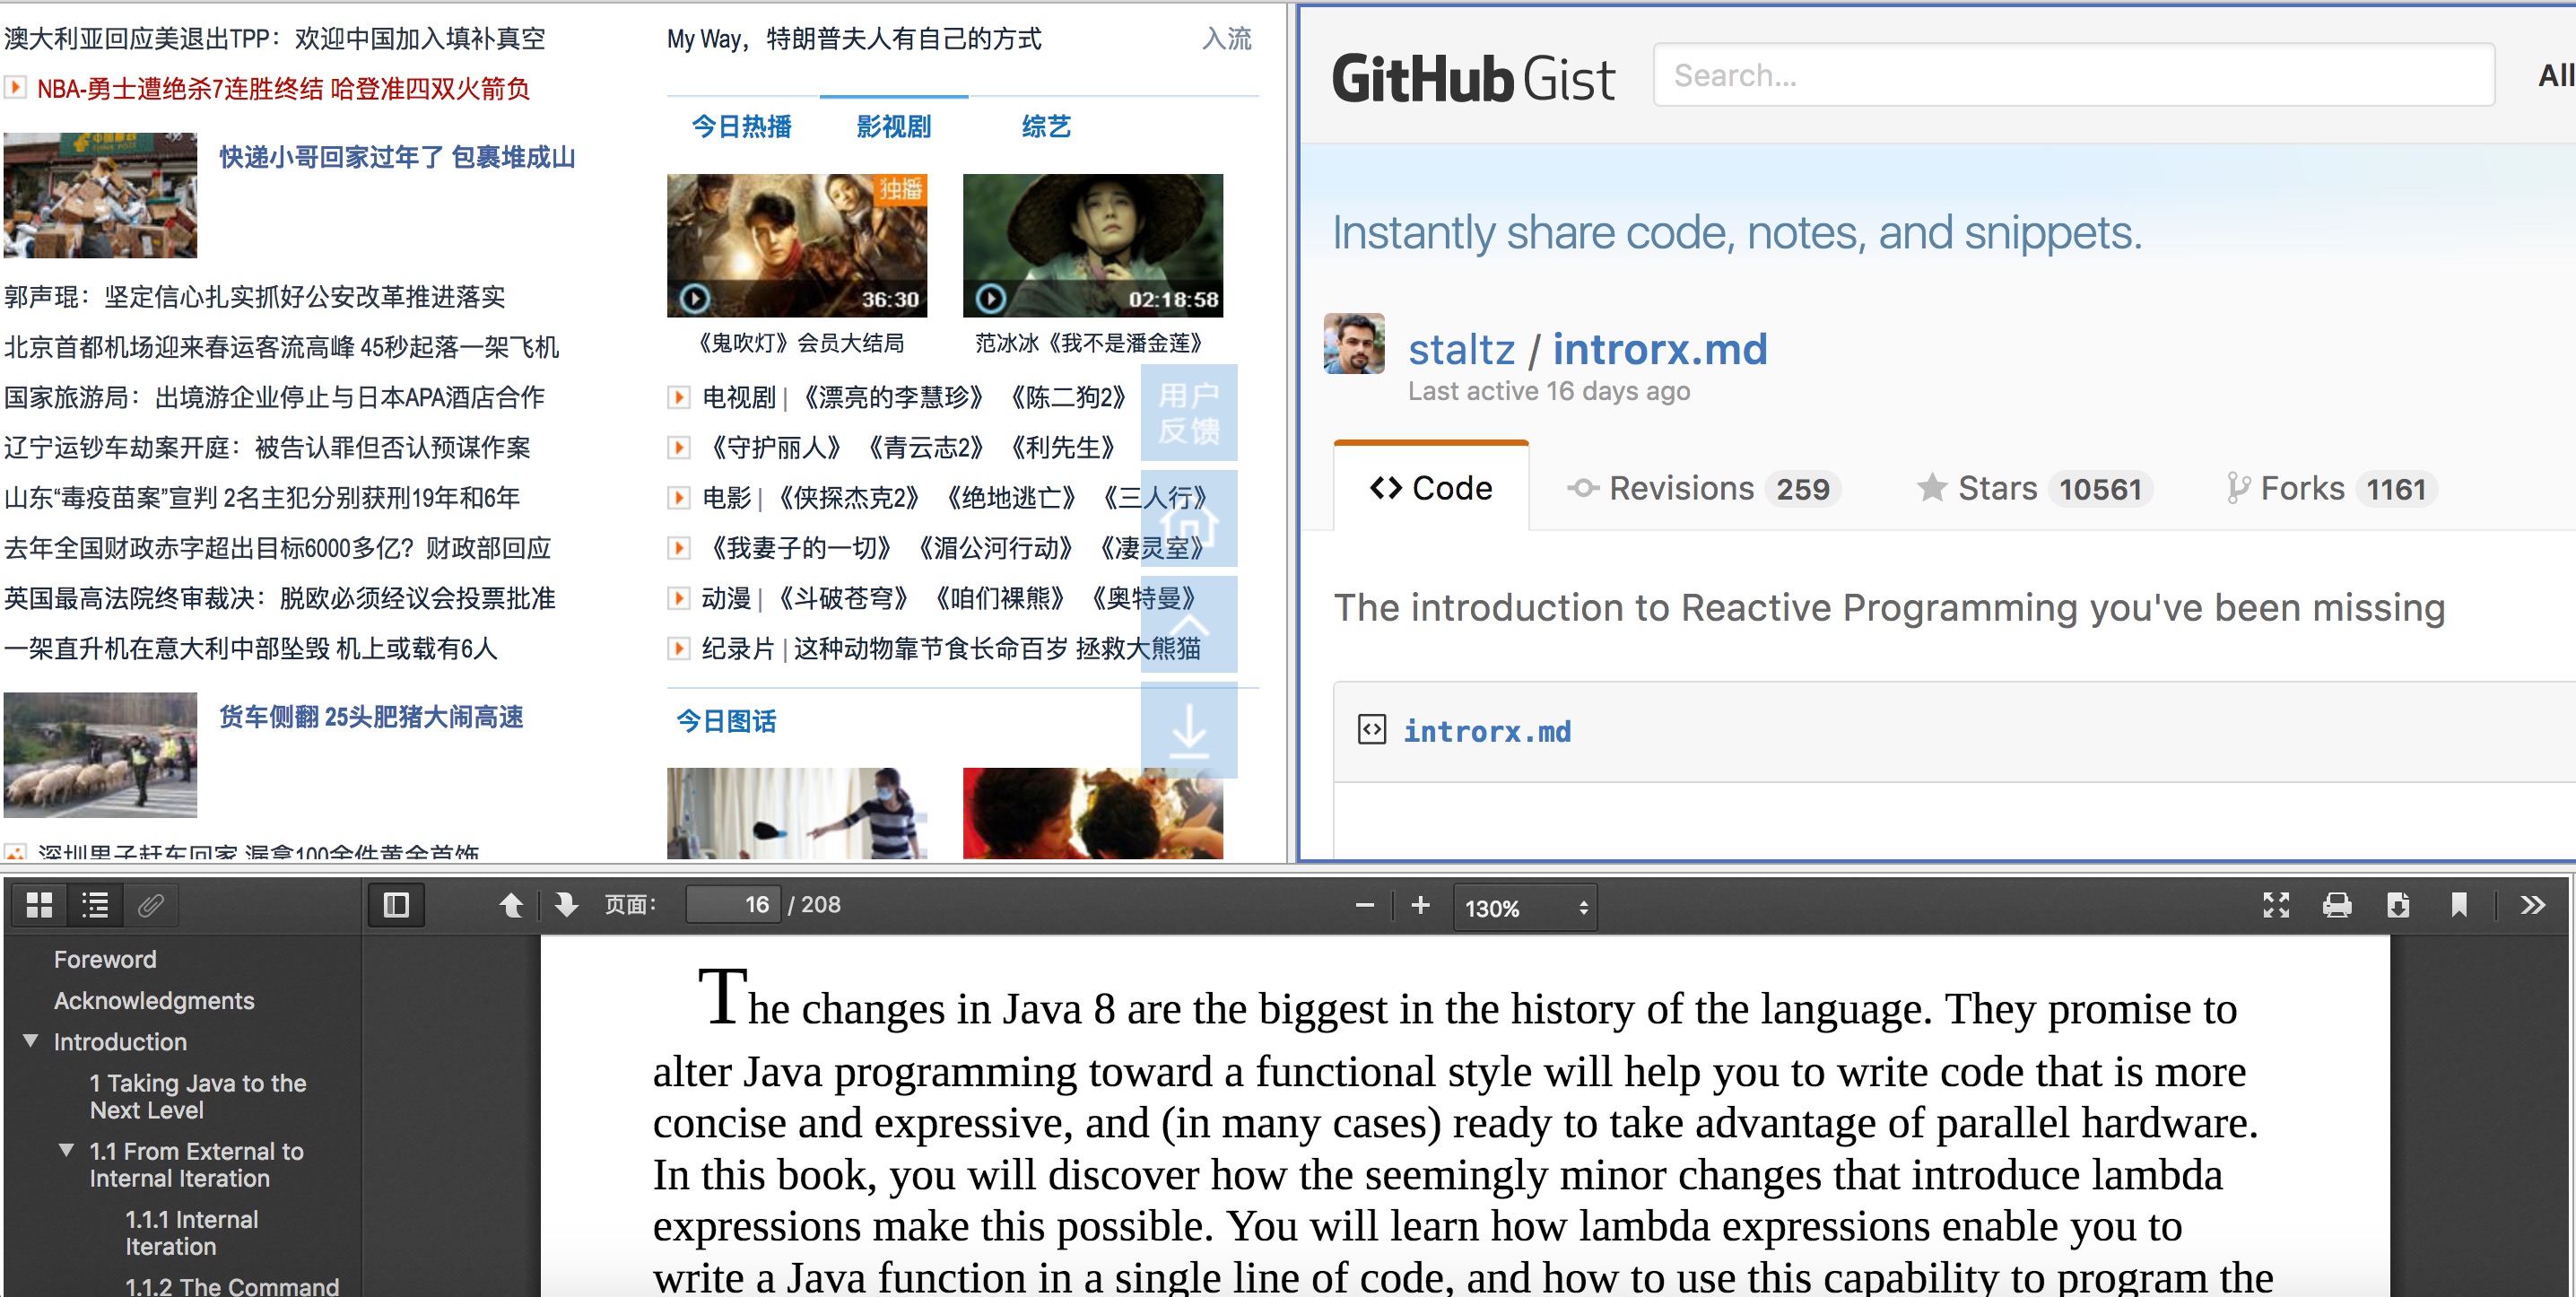 澳大利亚回应美退出TPP：欢迎中国加入填补真空
NBA-勇士遭绝杀7连胜终结 哈登准四双火箭负
快递小哥回家过年了 包裹堆成山
郭声琨：坚定信心扎实抓好公安改革推进落实
北京首都机场迎来春运客流高峰 45秒起落一架飞机
国家旅游局：出境游企业停止与日本APA酒店合作
辽宁运钞车劫案开庭：被告认罪但否认预谋作案
山东“毒疫苗案”宣判 2名主犯分别获刑19年和6年
去年全国财政赤字超出目标6000多亿？财政部回应
英国最高法院终审裁决：脱欧必须经议会投票批准
一架直升机在意大利中部坠毁 机上或载有6人
货车侧翻 25头肥猪大闹高速
深圳男子赶车回家 漏拿100余件黄金首饰
My Way，特朗普夫人有自己的方式
入流
今日热播 影视剧 综艺
独播
36:30
02:18:58
《鬼吹灯》会员大结局
范冰冰《我不是潘金莲》
电视剧 | 《漂亮的李慧珍》 《陈二狗2》
《守护丽人》 《青云志2》 《利先生》
电影 | 《侠探杰克2》 《绝地逃亡》 《三人行》
《我妻子的一切》 《湄公河行动》 《凄灵室》
动漫 | 《斗破苍穹》 《咱们裸熊》 《奥特曼》
纪录片 | 这种动物靠节食长命百岁 拯救大熊猫
用户
反馈
今日图话
GitHub Gist
Search...
All
Instantly share code, notes, and snippets.
staltz / introrx.md
Last active 16 days ago
Code
Revisions 259
Stars 10561
Forks 1161
The introduction to Reactive Programming you've been missing
introrx.md
页面： 16 / 208
130%
Foreword
Acknowledgments
Introduction
1 Taking Java to the
Next Level
1.1 From External to
Internal Iteration
1.1.1 Internal
Iteration
1.1.2 The Command
The changes in Java 8 are the biggest in the history of the language. They promise to
alter Java programming toward a functional style will help you to write code that is more
concise and expressive, and (in many cases) ready to take advantage of parallel hardware.
In this book, you will discover how the seemingly minor changes that introduce lambda
expressions make this possible. You will learn how lambda expressions enable you to
write a Java function in a single line of code, and how to use this capability to program the